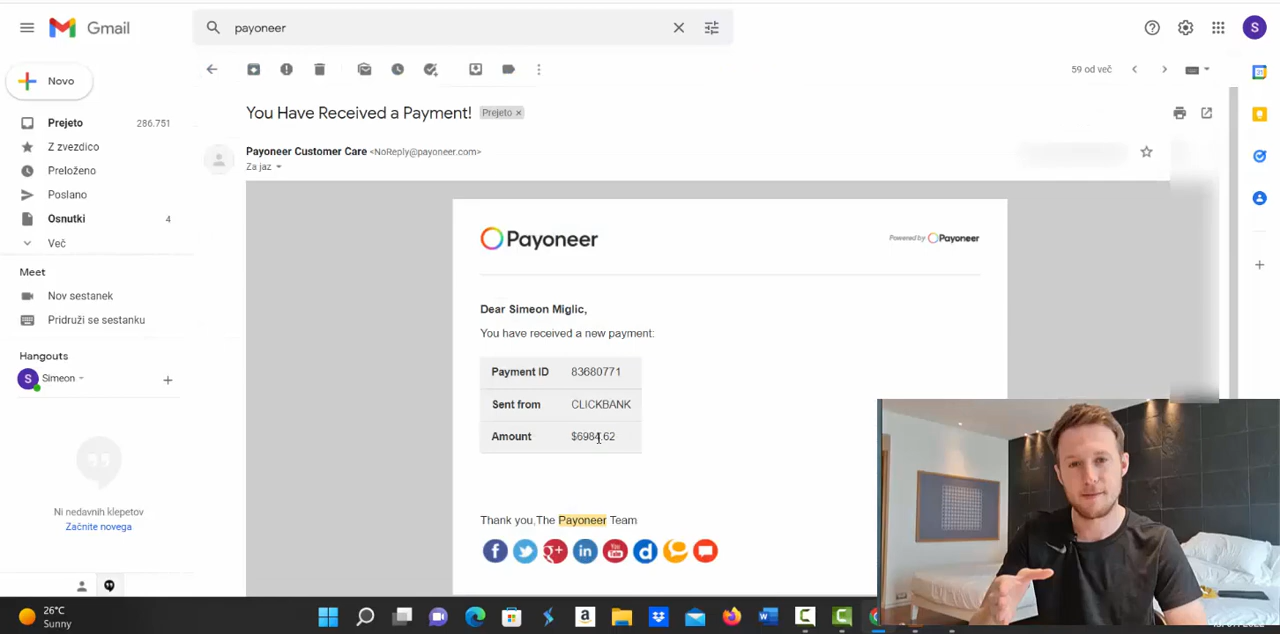 Gmail
payoneer
S
Novo
59 od več
You Have Received a Payment!
Prejeto ×
Prejeto 286.751
Z zvezdico
Preloženo
Poslano
Osnutki 4
Več
Payoneer Customer Care <NoReply@payoneer.com>
Za jaz
Payoneer
Powered by Payoneer
Meet
Nov sestanek
Pridruži se sestanku
Hangouts
S Simeon
Dear Simeon Miglic,
You have received a new payment:
Payment ID 83680771
Sent from CLICKBANK
Amount $6984.62
Ni nedavnih klepetov
Začnite novega
Thank you,The Payoneer Team
26°C
Sunny